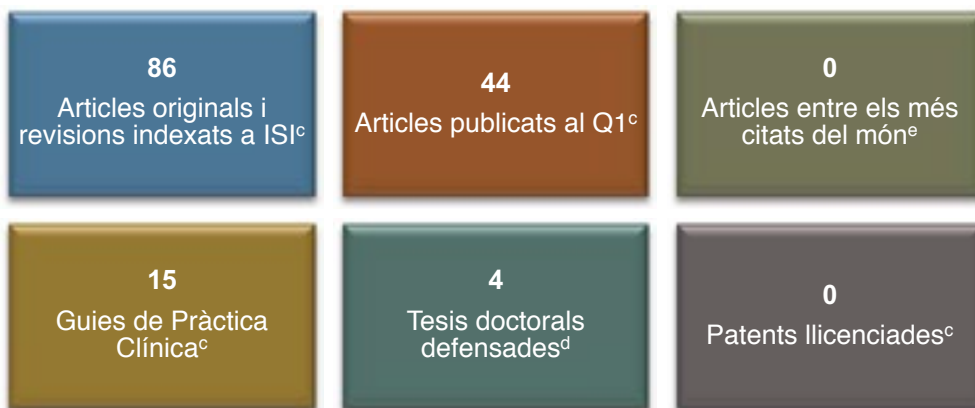 86
Articles originals i
revisions indexats a ISIᶜ
44
Articles publicats al Q1ᶜ
0
Articles entre els més
citats del mónᵉ
15
Guies de Pràctica
Clínicaᶜ
4
Tesis doctorals
defensadesᵈ
0
Patents llicenciadesᶜ